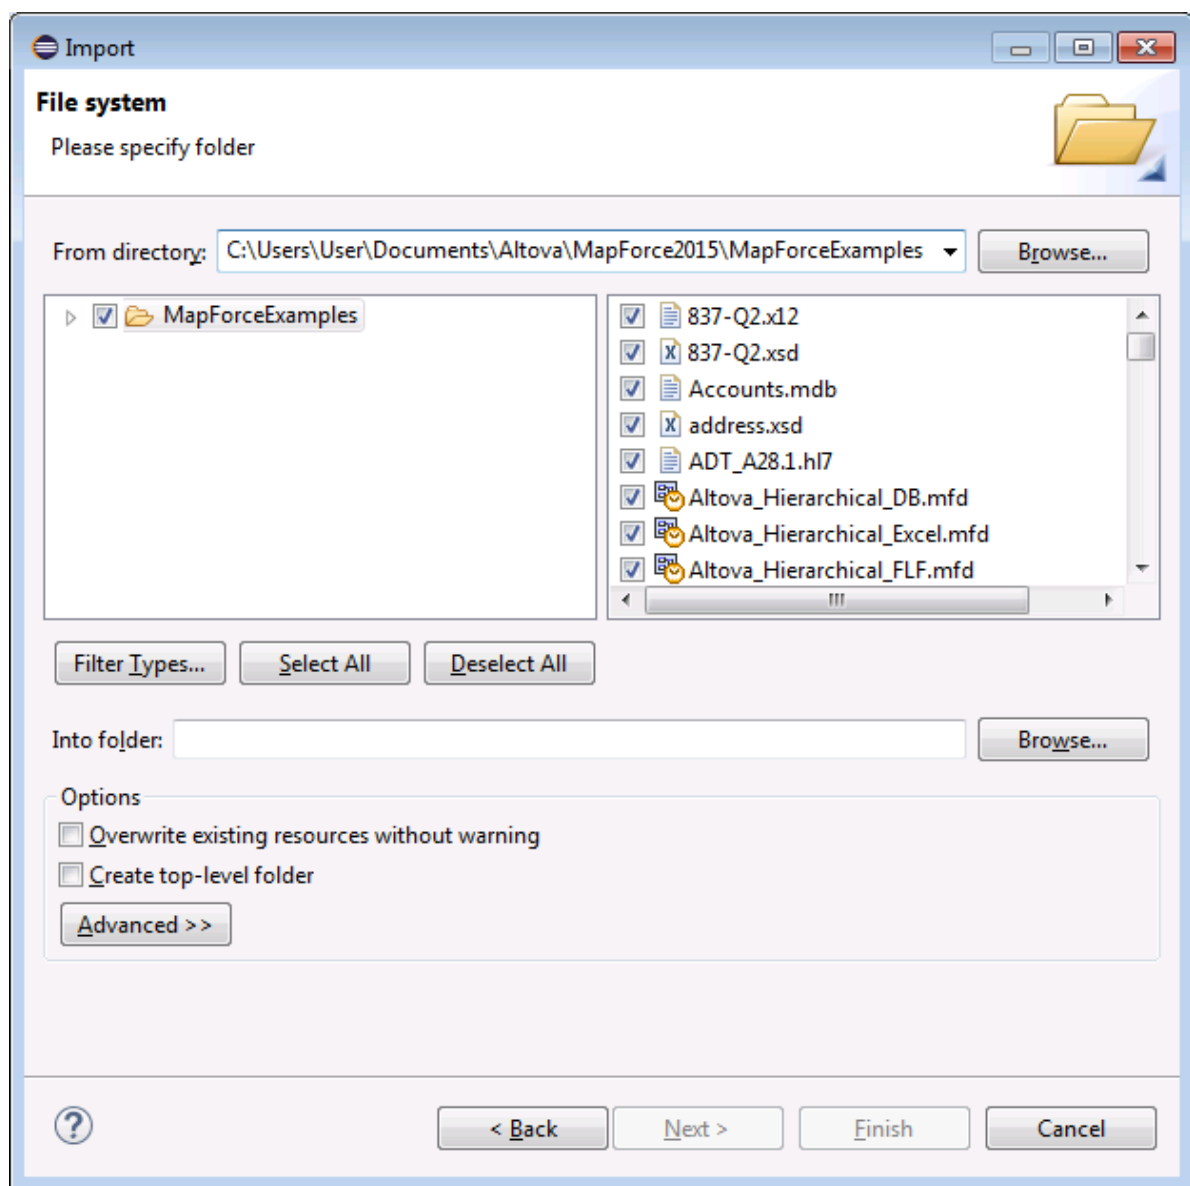 Import
File system
Please specify folder
From directory: C:\Users\User\Documents\Altova\MapForce2015\MapForceExamples Browse...
MapForceExamples
837-Q2.x12
837-Q2.xsd
Accounts.mdb
address.xsd
ADT_A28.1.hl7
Altova_Hierarchical_DB.mfd
Altova_Hierarchical_Excel.mfd
Altova_Hierarchical_FLF.mfd
Filter Types... Select All Deselect All
Into folder: Browse...
Options
Overwrite existing resources without warning
Create top-level folder
Advanced >>
? < Back Next > Finish Cancel